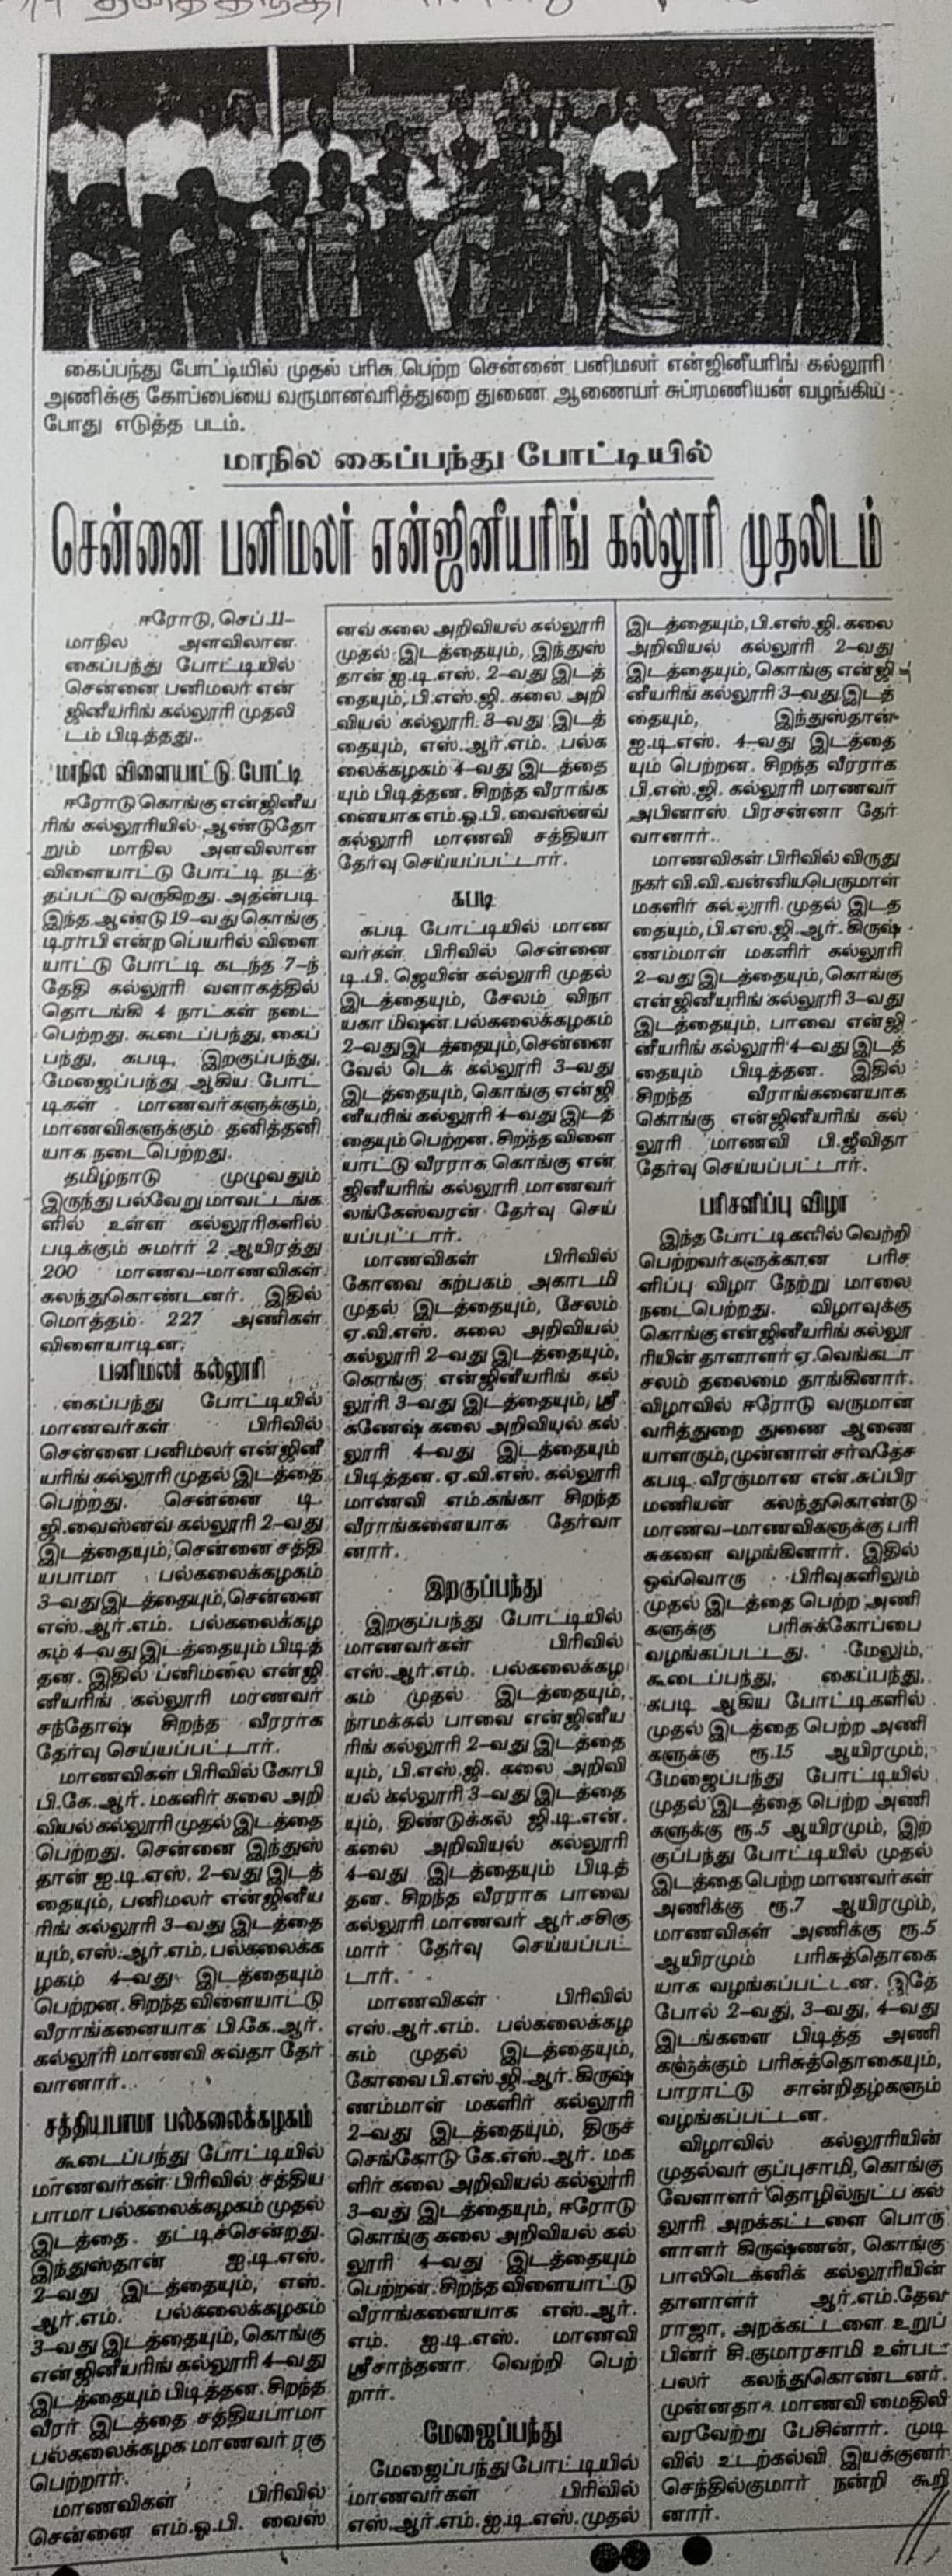 தினத்தந்தி
கைப்பந்து போட்டியில் முதல் பரிசு பெற்ற சென்னை பனிமலர் என்ஜினீயரிங் கல்லூரி
அணிக்கு கோப்பையை வருமானவரித்துறை துணை ஆணையர் சுப்ரமணியன் வழங்கிய
போது எடுத்த படம்.
மாநில கைப்பந்து போட்டியில்
சென்னை பனிமலர் என்ஜினீயரிங் கல்லூரி முதலிடம்
ஈரோடு, செப்.11–
மாநில அளவிலான
கைப்பந்து போட்டியில்
சென்னை பனிமலர் என்
ஜினீயரிங் கல்லூரி முதலி
டம் பிடித்தது.
மாநில விளையாட்டு போட்டி
ஈரோடு கொங்கு என்ஜினீய
ரிங் கல்லூரியில் ஆண்டுதோ
றும் மாநில அளவிலான
விளையாட்டு போட்டி நடத்
தப்பட்டு வருகிறது. அதன்படி
இந்த ஆண்டு 19–வது கொங்கு
டிராபி என்ற பெயரில் விளை
யாட்டு போட்டி கடந்த 7–ந்
தேதி கல்லூரி வளாகத்தில்
தொடங்கி 4 நாட்கள் நடை
பெற்றது. கூடைப்பந்து, கைப்
பந்து, கபடி, இறகுப்பந்து,
மேஜைப்பந்து ஆகிய போட்
டிகள் மாணவர்களுக்கும்,
மாணவிகளுக்கும் தனித்தனி
யாக நடைபெற்றது.
தமிழ்நாடு முழுவதும்
இருந்து பல்வேறு மாவட்டங்க
ளில் உள்ள கல்லூரிகளில்
படிக்கும் சுமார் 2 ஆயிரத்து
200 மாணவ–மாணவிகள்
கலந்துகொண்டனர். இதில்
மொத்தம் 227 அணிகள்
விளையாடின.
பனிமலர் கல்லூரி
கைப்பந்து போட்டியில்
மாணவர்கள் பிரிவில்
சென்னை பனிமலர் என்ஜினீ
யரிங் கல்லூரி முதல் இடத்தை
பெற்றது. சென்னை டி.
ஜி.வைஸ்னவ் கல்லூரி 2–வது
இடத்தையும், சென்னை சத்தி
யபாமா பல்கலைக்கழகம்
3–வது இடத்தையும், சென்னை
எஸ்.ஆர்.எம். பல்கலைக்கழ
கம் 4–வது இடத்தையும் பிடித்
தன. இதில் பனிமலை என்ஜி
னீயரிங் கல்லூரி மாணவர்
சந்தோஷ் சிறந்த வீரராக
தேர்வு செய்யப்பட்டார்.
மாணவிகள் பிரிவில் கோபி
பி.கே.ஆர். மகளிர் கலை அறி
வியல் கல்லூரி முதல் இடத்தை
பெற்றது. சென்னை இந்துஸ்
தான் ஐ.டி.எஸ். 2–வது இடத்
தையும், பனிமலர் என்ஜினீய
ரிங் கல்லூரி 3–வது இடத்தை
யும், எஸ்.ஆர்.எம். பல்கலைக்க
ழகம் 4–வது இடத்தையும்
பெற்றன. சிறந்த விளையாட்டு
வீராங்கனையாக பி.கே.ஆர்.
கல்லூரி மாணவி சுவ்தா தேர்
வானார்.
சத்தியபாமா பல்கலைக்கழகம்
கூடைப்பந்து போட்டியில்
மாணவர்கள் பிரிவில் சத்திய
பாமா பல்கலைக்கழகம் முதல்
இடத்தை தட்டிச்சென்றது.
இந்துஸ்தான் ஐ.டி.எஸ்.
2–வது இடத்தையும், எஸ்.
ஆர்.எம். பல்கலைக்கழகம்
3–வது இடத்தையும், கொங்கு
என்ஜினீயரிங் கல்லூரி 4–வது
இடத்தையும் பிடித்தன. சிறந்த
வீரர் இடத்தை சத்தியபாமா
பல்கலைக்கழக மாணவர் ரகு
பெற்றார்.
மாணவிகள் பிரிவில்
சென்னை எம்.ஓ.பி. வைஸ்
னவ் கலை அறிவியல் கல்லூரி
முதல் இடத்தையும், இந்துஸ்
தான் ஐ.டி.எஸ். 2–வது இடத்
தையும், பி.எஸ்.ஜி. கலை அறி
வியல் கல்லூரி 3–வது இடத்
தையும், எஸ்.ஆர்.எம். பல்க
லைக்கழகம் 4–வது இடத்தை
யும் பிடித்தன. சிறந்த வீராங்க
னையாக எம்.ஓ.பி. வைஸ்னவ்
கல்லூரி மாணவி சத்தியா
தேர்வு செய்யப்பட்டார்.
கபடி
கபடி போட்டியில் மாண
வர்கள் பிரிவில் சென்னை
டி.பி. ஜெயின் கல்லூரி முதல்
இடத்தையும், சேலம் விநா
யகா மிஷன் பல்கலைக்கழகம்
2–வது இடத்தையும், சென்னை
வேல் டெக் கல்லூரி 3–வது
இடத்தையும், கொங்கு என்ஜி
னீயரிங் கல்லூரி 4–வது இடத்
தையும் பெற்றன. சிறந்த விளை
யாட்டு வீரராக கொங்கு என்
ஜினீயரிங் கல்லூரி மாணவர்
லங்கேஸ்வரன் தேர்வு செய்
யப்பட்டார்.
மாணவிகள் பிரிவில்
கோவை கற்பகம் அகாடமி
முதல் இடத்தையும், சேலம்
ஏ.வி.எஸ். கலை அறிவியல்
கல்லூரி 2–வது இடத்தையும்,
கொங்கு என்ஜினீயரிங் கல்
லூரி 3–வது இடத்தையும், ஸ்ரீ
கணேஷ் கலை அறிவியல் கல்
லூரி 4–வது இடத்தையும்
பிடித்தன. ஏ.வி.எஸ். கல்லூரி
மாணவி எம்.கங்கா சிறந்த
வீராங்கனையாக தேர்வா
னார்.
இறகுப்பந்து
இறகுப்பந்து போட்டியில்
மாணவர்கள் பிரிவில்
எஸ்.ஆர்.எம். பல்கலைக்கழ
கம் முதல் இடத்தையும்,
நாமக்கல் பாவை என்ஜினீய
ரிங் கல்லூரி 2–வது இடத்தை
யும், பி.எஸ்.ஜி. கலை அறிவி
யல் கல்லூரி 3–வது இடத்தை
யும், திண்டுக்கல் ஜி.டி.என்.
கலை அறிவியல் கல்லூரி
4–வது இடத்தையும் பிடித்
தன. சிறந்த வீரராக பாவை
கல்லூரி மாணவர் ஆர்.சசிகு
மார் தேர்வு செய்யப்பட்
டார்.
மாணவிகள் பிரிவில்
எஸ்.ஆர்.எம். பல்கலைக்கழ
கம் முதல் இடத்தையும்,
கோவை பி.எஸ்.ஜி.ஆர். கிருஷ்
ணம்மாள் மகளிர் கல்லூரி
2–வது இடத்தையும், திருச்
செங்கோடு கே.எஸ்.ஆர். மக
ளிர் கலை அறிவியல் கல்லூரி
3–வது இடத்தையும், ஈரோடு
கொங்கு கலை அறிவியல் கல்
லூரி 4–வது இடத்தையும்
பெற்றன. சிறந்த விளையாட்டு
வீராங்கனையாக எஸ்.ஆர்.
எம். ஐ.டி.எஸ். மாணவி
ஸ்ரீசாந்தனா வெற்றி பெற்
றார்.
மேஜைப்பந்து
மேஜைப்பந்து போட்டியில்
மாணவர்கள் பிரிவில்
எஸ்.ஆர்.எம்.ஐ.டி.எஸ். முதல்
இடத்தையும், பி.எஸ்.ஜி. கலை
அறிவியல் கல்லூரி 2–வது
இடத்தையும், கொங்கு என்ஜி
னீயரிங் கல்லூரி 3–வது இடத்
தையும், இந்துஸ்தான்
ஐ.டி.எஸ். 4–வது இடத்தை
யும் பெற்றன. சிறந்த வீரராக
பி.எஸ்.ஜி. கல்லூரி மாணவர்
அபினாஸ் பிரசன்னா தேர்
வானார்.
மாணவிகள் பிரிவில் விருது
நகர் வி.வி.வன்னியபெருமாள்
மகளிர் கல்லூரி முதல் இடத்
தையும், பி.எஸ்.ஜி.ஆர். கிருஷ்
ணம்மாள் மகளிர் கல்லூரி
2–வது இடத்தையும், கொங்கு
என்ஜினீயரிங் கல்லூரி 3–வது
இடத்தையும், பாவை என்ஜி
னீயரிங் கல்லூரி 4–வது இடத்
தையும் பிடித்தன. இதில்
சிறந்த வீராங்கனையாக
கொங்கு என்ஜினீயரிங் கல்
லூரி மாணவி பி.ஜீவிதா
தேர்வு செய்யப்பட்டார்.
பரிசளிப்பு விழா
இந்த போட்டிகளில் வெற்றி
பெற்றவர்களுக்கான பரிச
ளிப்பு விழா நேற்று மாலை
நடைபெற்றது. விழாவுக்கு
கொங்கு என்ஜினீயரிங் கல்லூ
ரியின் தாளாளர் ஏ.வெங்கடா
சலம் தலைமை தாங்கினார்.
விழாவில் ஈரோடு வருமான
வரித்துறை துணை ஆணை
யாளரும், முன்னாள் சர்வதேச
கபடி வீரருமான என்.சுப்பிர
மணியன் கலந்துகொண்டு
மாணவ–மாணவிகளுக்கு பரி
சுகளை வழங்கினார். இதில்
ஒவ்வொரு பிரிவுகளிலும்
முதல் இடத்தை பெற்ற அணி
களுக்கு பரிசுக்கோப்பை
வழங்கப்பட்டது. மேலும்,
கூடைப்பந்து, கைப்பந்து,
கபடி ஆகிய போட்டிகளில்
முதல் இடத்தை பெற்ற அணி
களுக்கு ரூ.15 ஆயிரமும்,
மேஜைப்பந்து போட்டியில்
முதல் இடத்தை பெற்ற அணி
களுக்கு ரூ.5 ஆயிரமும், இற
குப்பந்து போட்டியில் முதல்
இடத்தை பெற்ற மாணவர்கள்
அணிக்கு ரூ.7 ஆயிரமும்,
மாணவிகள் அணிக்கு ரூ.5
ஆயிரமும் பரிசுத்தொகை
யாக வழங்கப்பட்டன. இதே
போல் 2–வது, 3–வது, 4–வது
இடங்களை பிடித்த அணி
களுக்கும் பரிசுத்தொகையும்,
பாராட்டு சான்றிதழ்களும்
வழங்கப்பட்டன.
விழாவில் கல்லூரியின்
முதல்வர் குப்புசாமி, கொங்கு
வேளாளர் தொழில்நுட்ப கல்
லூரி அறக்கட்டளை பொரு
ளாளர் கிருஷ்ணன், கொங்கு
பாலிடெக்னிக் கல்லூரியின்
தாளாளர் ஆர்.எம்.தேவ
ராஜா, அறக்கட்டளை உறுப்
பினர் சி.குமாரசாமி உள்பட
பலர் கலந்துகொண்டனர்.
முன்னதாக மாணவி மைதிலி
வரவேற்று பேசினார். முடி
வில் உடற்கல்வி இயக்குனர்
செந்தில்குமார் நன்றி கூறி
னார்.